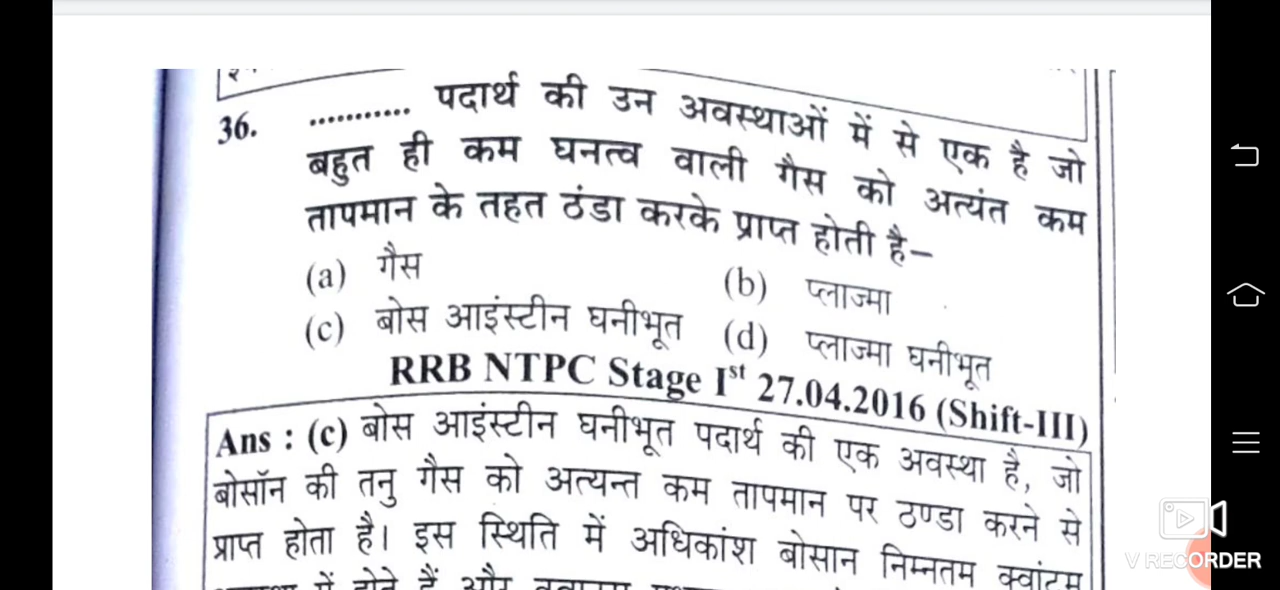 36. ........... पदार्थ की उन अवस्थाओं में से एक है जो
बहुत ही कम घनत्व वाली गैस को अत्यंत कम
तापमान के तहत ठंडा करके प्राप्त होती है–
(a) गैस (b) प्लाज्मा
(c) बोस आइंस्टीन घनीभूत (d) प्लाज्मा घनीभूत
RRB NTPC Stage Ist 27.04.2016 (Shift-III)
Ans : (c) बोस आइंस्टीन घनीभूत पदार्थ की एक अवस्था है, जो
बोसॉन की तनु गैस को अत्यन्त कम तापमान पर ठण्डा करने से
प्राप्त होता है। इस स्थिति में अधिकांश बोसान निम्नतम क्वांटम
में होते हैं और
V RECORDER